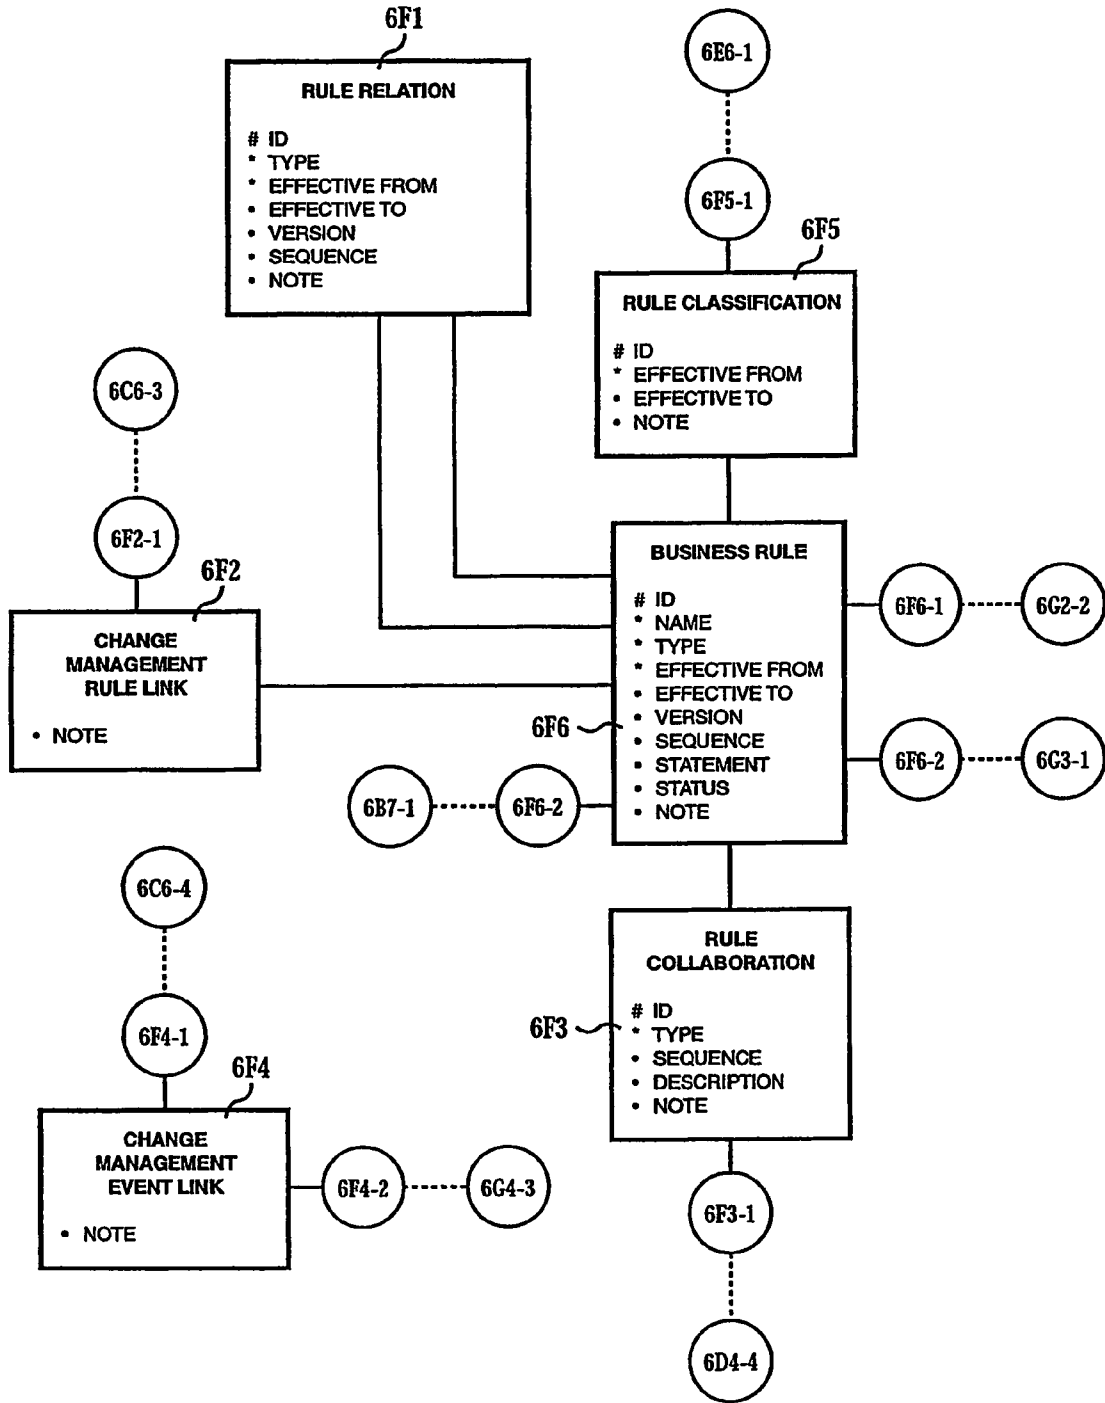 6F1
RULE RELATION
# ID
* TYPE
* EFFECTIVE FROM
• EFFECTIVE TO
• VERSION
• SEQUENCE
• NOTE
6E6-1
6F5-1
6F5
RULE CLASSIFICATION
# ID
* EFFECTIVE FROM
• EFFECTIVE TO
• NOTE
6C6-3
6F2-1
6F2
CHANGE
MANAGEMENT
RULE LINK
• NOTE
BUSINESS RULE
# ID
* NAME
* TYPE
* EFFECTIVE FROM
• EFFECTIVE TO
• VERSION
• SEQUENCE
• STATEMENT
• STATUS
• NOTE
6F6
6F6-1
6G2-2
6F6-2
6G3-1
6B7-1
6F6-2
6C6-4
6F4-1
6F4
CHANGE
MANAGEMENT
EVENT LINK
• NOTE
6F4-2
6G4-3
RULE
COLLABORATION
# ID
* TYPE
• SEQUENCE
• DESCRIPTION
• NOTE
6F3
6F3-1
6D4-4